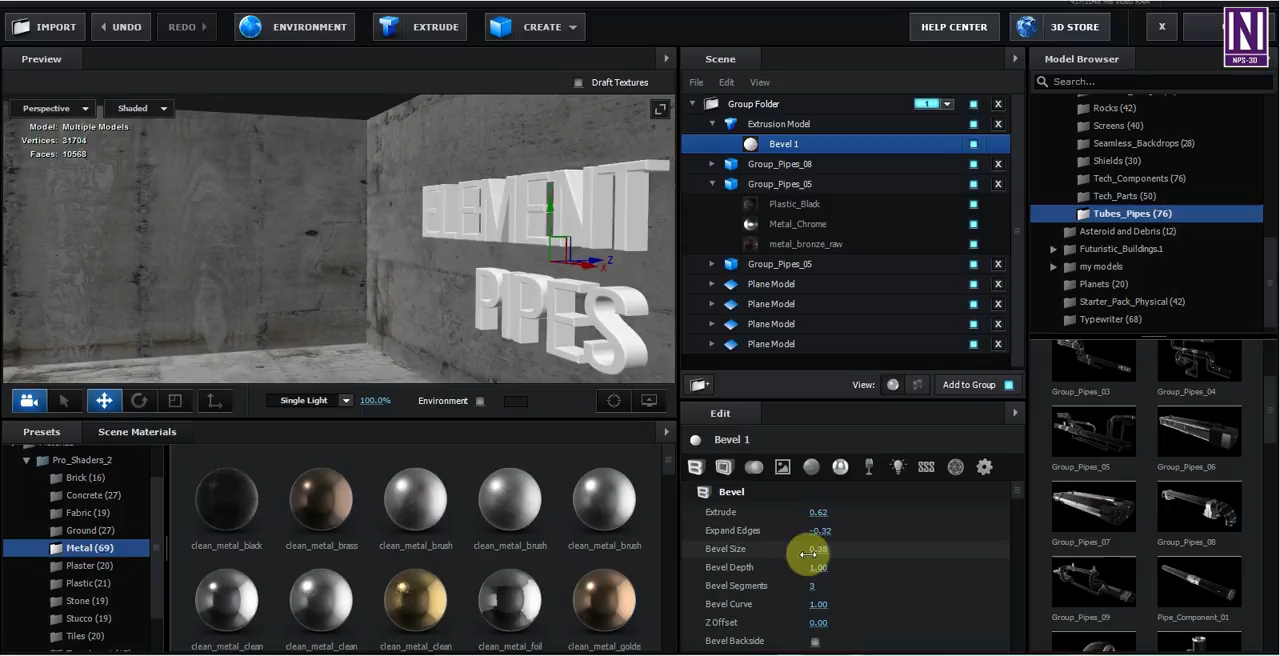 IMPORT
UNDO
REDO
ENVIRONMENT
EXTRUDE
CREATE
HELP CENTER
3D STORE
X
N
NPS-3D
Preview
Draft Textures
Perspective
Shaded
Model: Multiple Models
Vertices: 31704
Faces: 10568
ELEMENT
PIPES
Z
X
Single Light
100.0%
Environment
Scene
File Edit View
Group Folder
1
X
Extrusion Model
X
Bevel 1
Group_Pipes_08
X
Group_Pipes_05
X
Plastic_Black
Metal_Chrome
metal_bronze_raw
Group_Pipes_05
X
Plane Model
X
Plane Model
X
Plane Model
X
Plane Model
X
View:
Add to Group
Model Browser
Search...
Rocks (42)
Screens (40)
Seamless_Backdrops (28)
Shields (30)
Tech_Components (76)
Tech_Parts (50)
Tubes_Pipes (76)
Asteroid and Debris (12)
Futuristic_Buildings.1
my models
Planets (20)
Starter_Pack_Physical (42)
Typewriter (68)
Group_Pipes_03
Group_Pipes_04
Group_Pipes_05
Group_Pipes_06
Group_Pipes_07
Group_Pipes_08
Group_Pipes_09
Pipe_Component_01
Presets
Scene Materials
Pro_Shaders_2
Brick (16)
Concrete (27)
Fabric (19)
Ground (27)
Metal (69)
Plaster (20)
Plastic (21)
Stone (19)
Stucco (19)
Tiles (20)
clean_metal_black
clean_metal_brass
clean_metal_brush
clean_metal_brush
clean_metal_brush
clean_metal_clean
clean_metal_clean
clean_metal_clean
clean_metal_foil
clean_metal_golde
Edit
Bevel 1
Bevel
Extrude 0.62
Expand Edges -0.32
Bevel Size 0.38
Bevel Depth 1.00
Bevel Segments 3
Bevel Curve 1.00
Z Offset 0.00
Bevel Backside